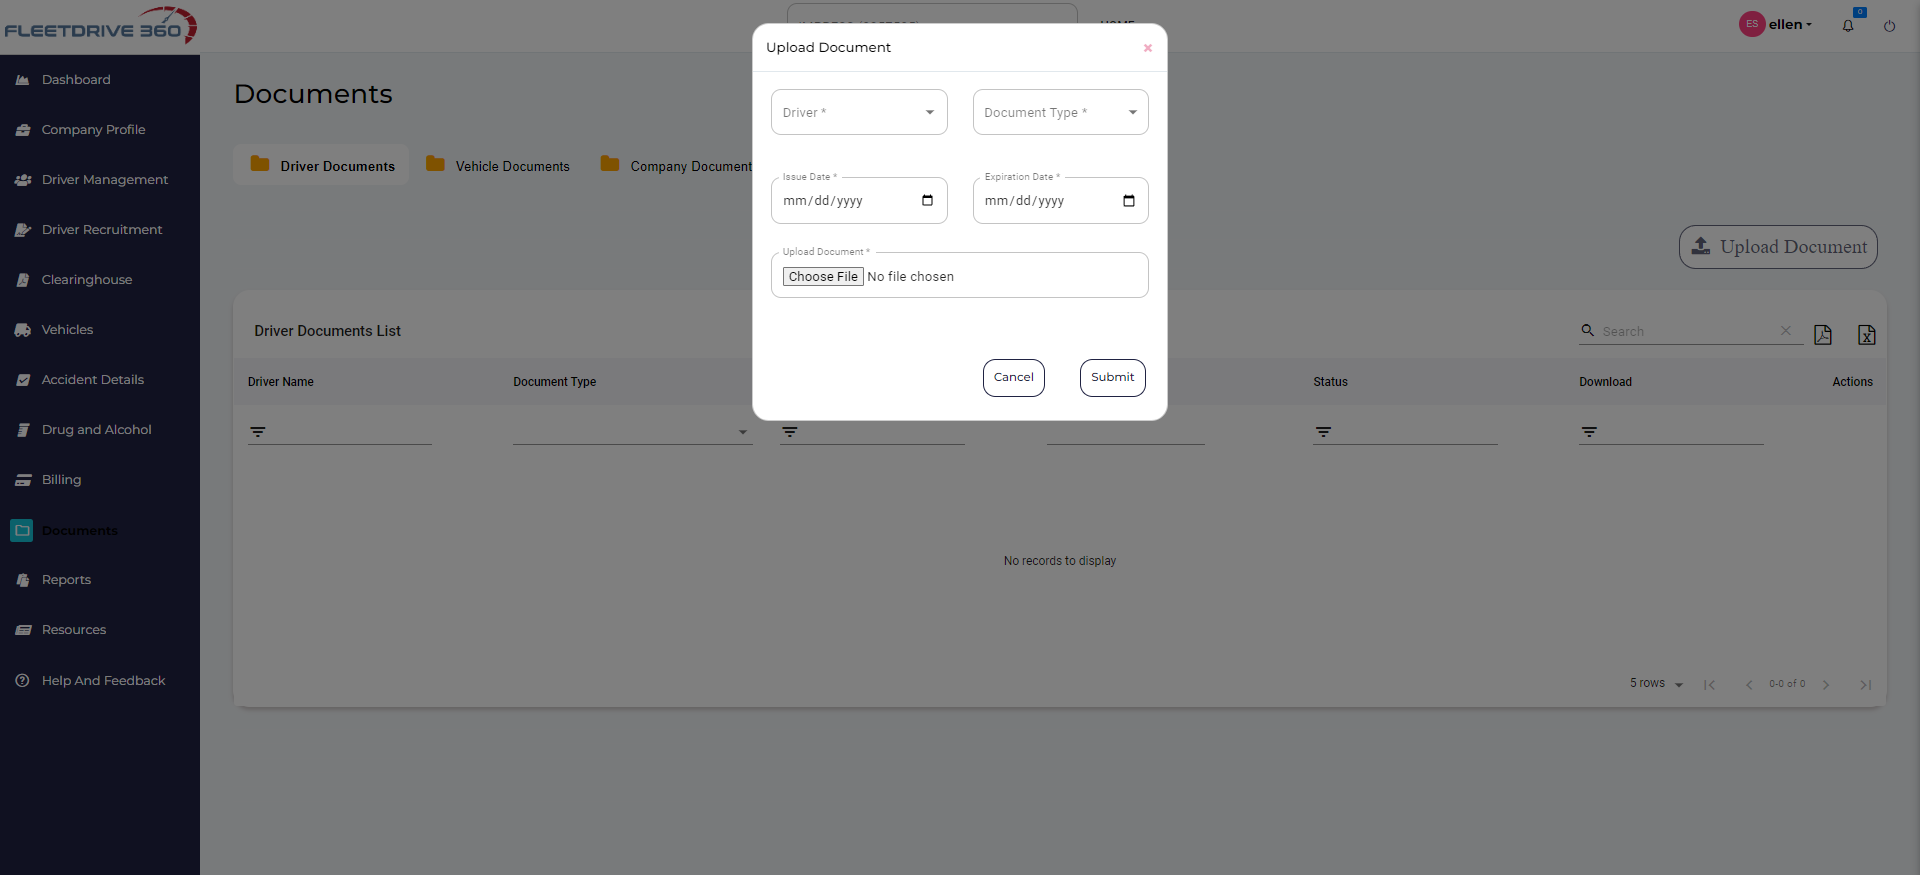 FLEETDRIVE 360
ES ellen
0
Dashboard
Company Profile
Driver Management
Driver Recruitment
Clearinghouse
Vehicles
Accident Details
Drug and Alcohol
Billing
Documents
Reports
Resources
Help And Feedback
Documents
Driver Documents
Vehicle Documents
Company Document
Upload Document
Upload Document
Driver *
Document Type *
Issue Date *
mm/dd/yyyy
Expiration Date *
mm/dd/yyyy
Upload Document *
Choose File No file chosen
Cancel
Submit
Driver Documents List
Search
Driver Name
Document Type
Status
Download
Actions
No records to display
5 rows
0-0 of 0